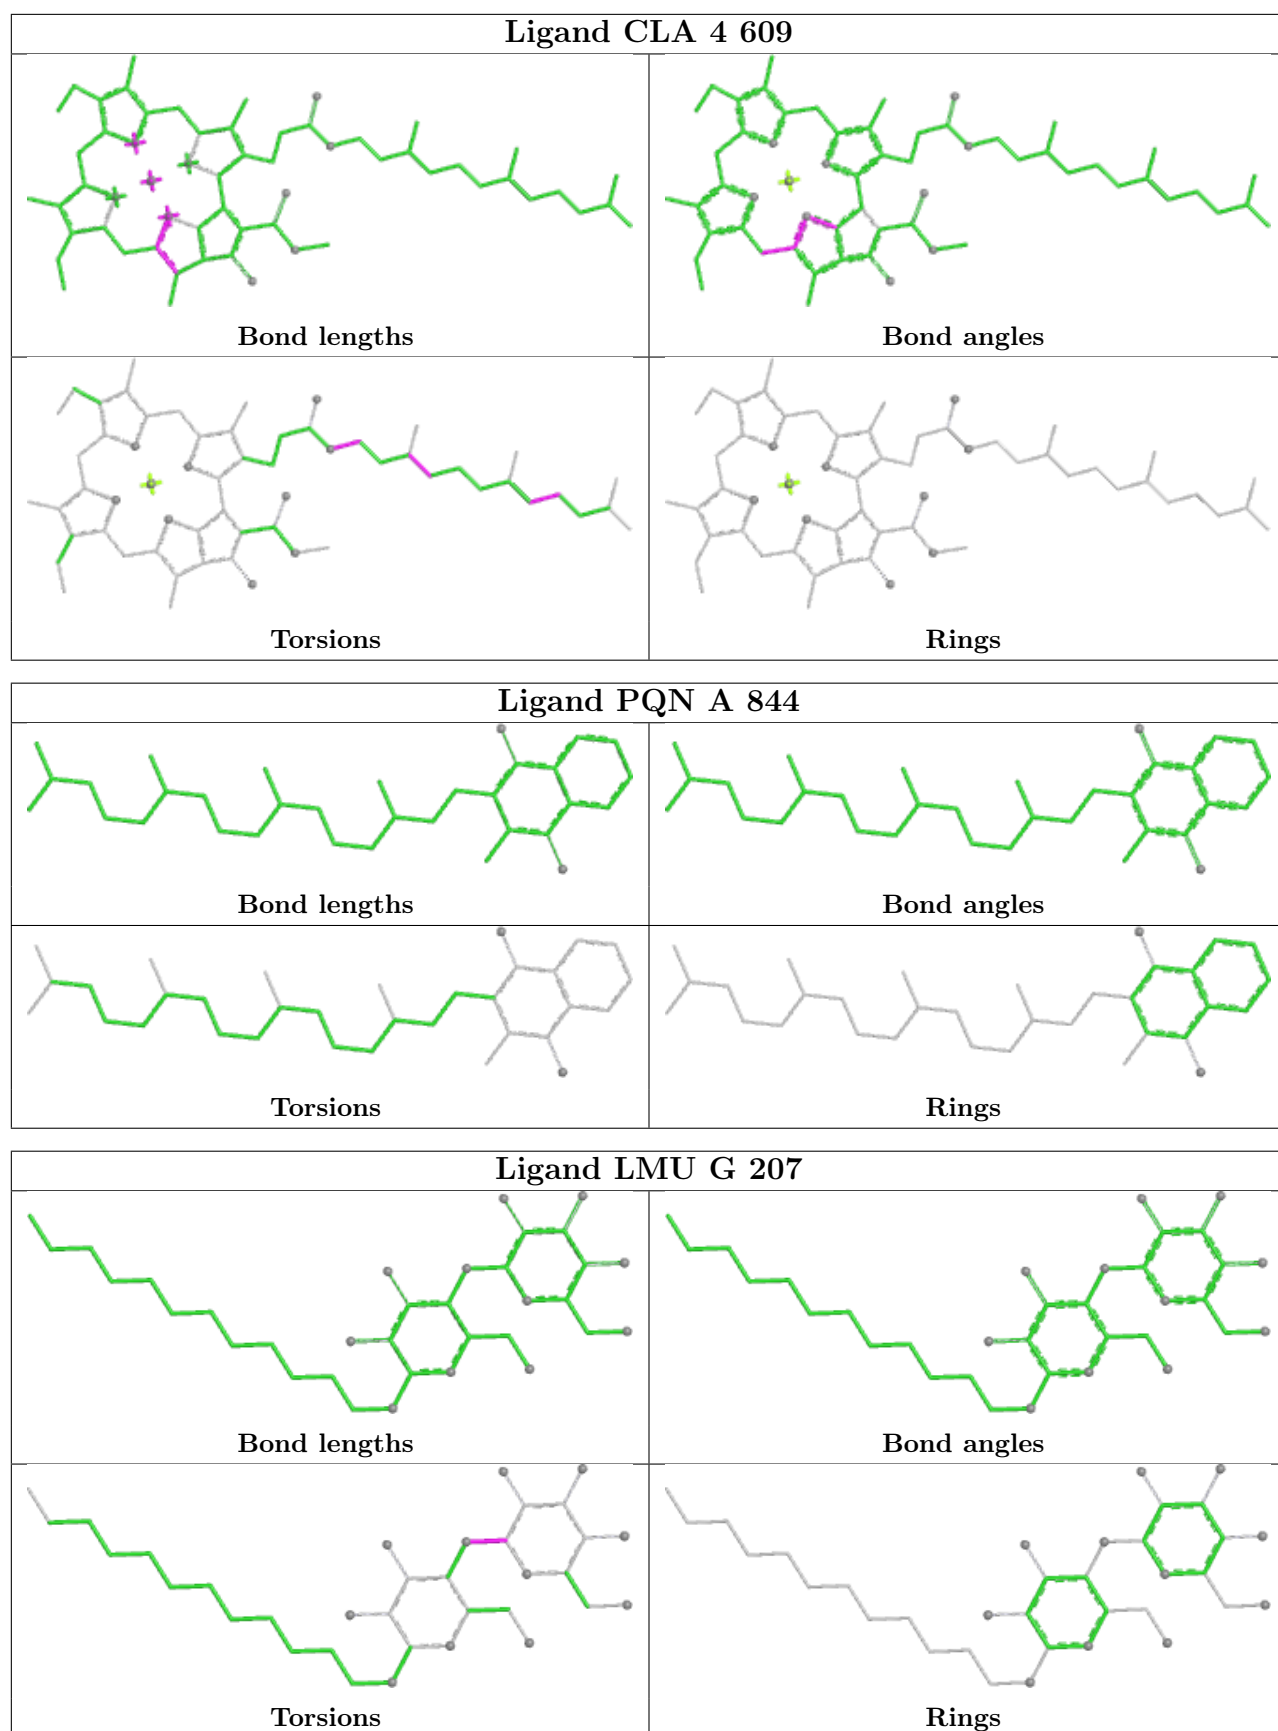 Ligand CLA 4 609
Bond lengths
Bond angles
Torsions
Rings
Ligand PQN A 844
Bond lengths
Bond angles
Torsions
Rings
Ligand LMU G 207
Bond lengths
Bond angles
Torsions
Rings